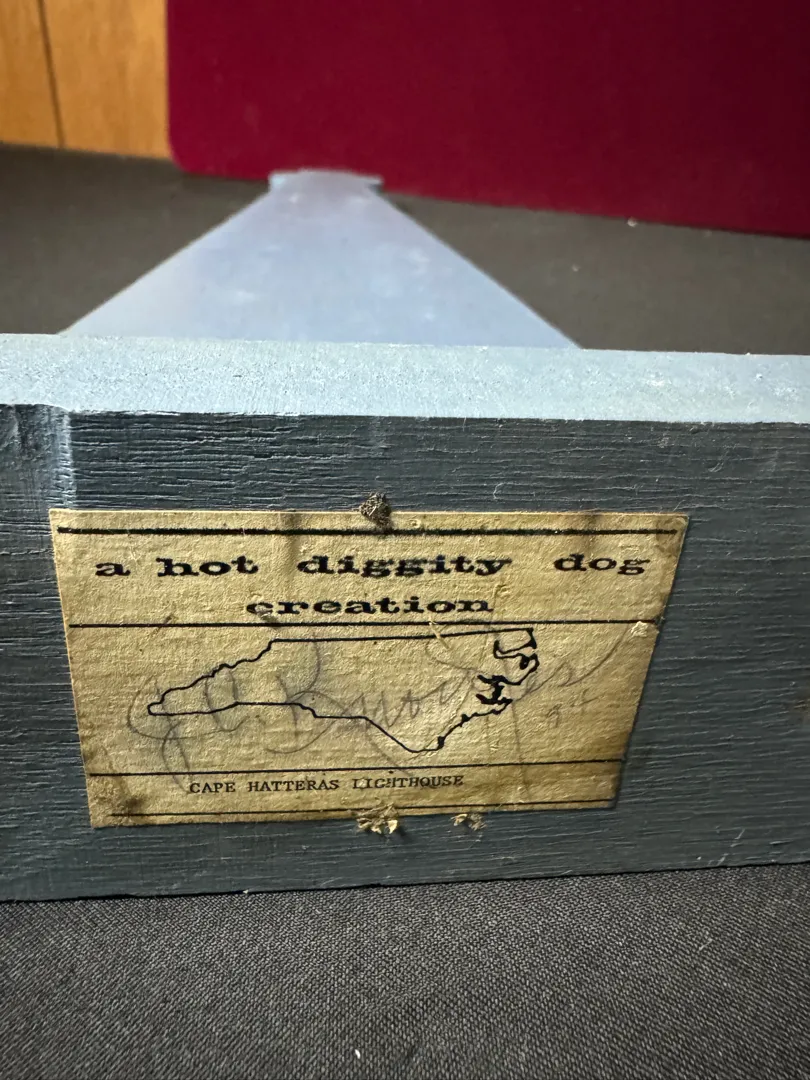 a hot diggity dog
creation
CAPE HATTERAS LIGHTHOUSE